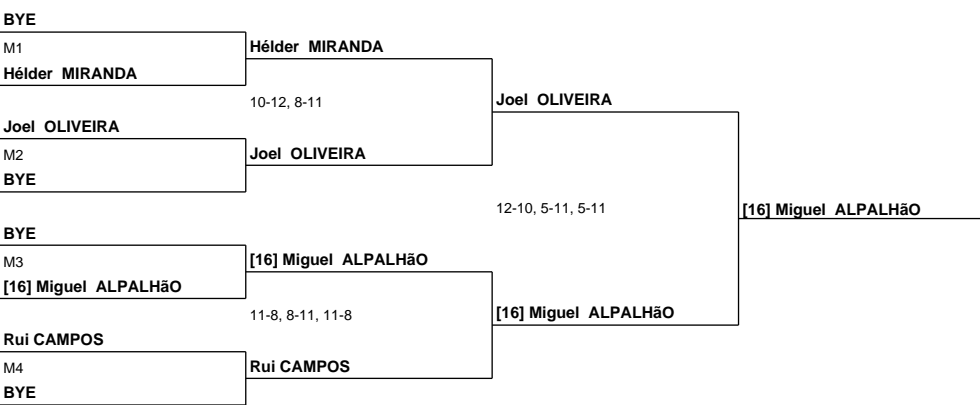 BYE
M1
Hélder MIRANDA
Hélder MIRANDA
10-12, 8-11
Joel OLIVEIRA
Joel OLIVEIRA
M2
Joel OLIVEIRA
BYE
12-10, 5-11, 5-11
[16] Miguel ALPALHãO
BYE
M3
[16] Miguel ALPALHãO
[16] Miguel ALPALHãO
11-8, 8-11, 11-8
[16] Miguel ALPALHãO
Rui CAMPOS
M4
Rui CAMPOS
BYE